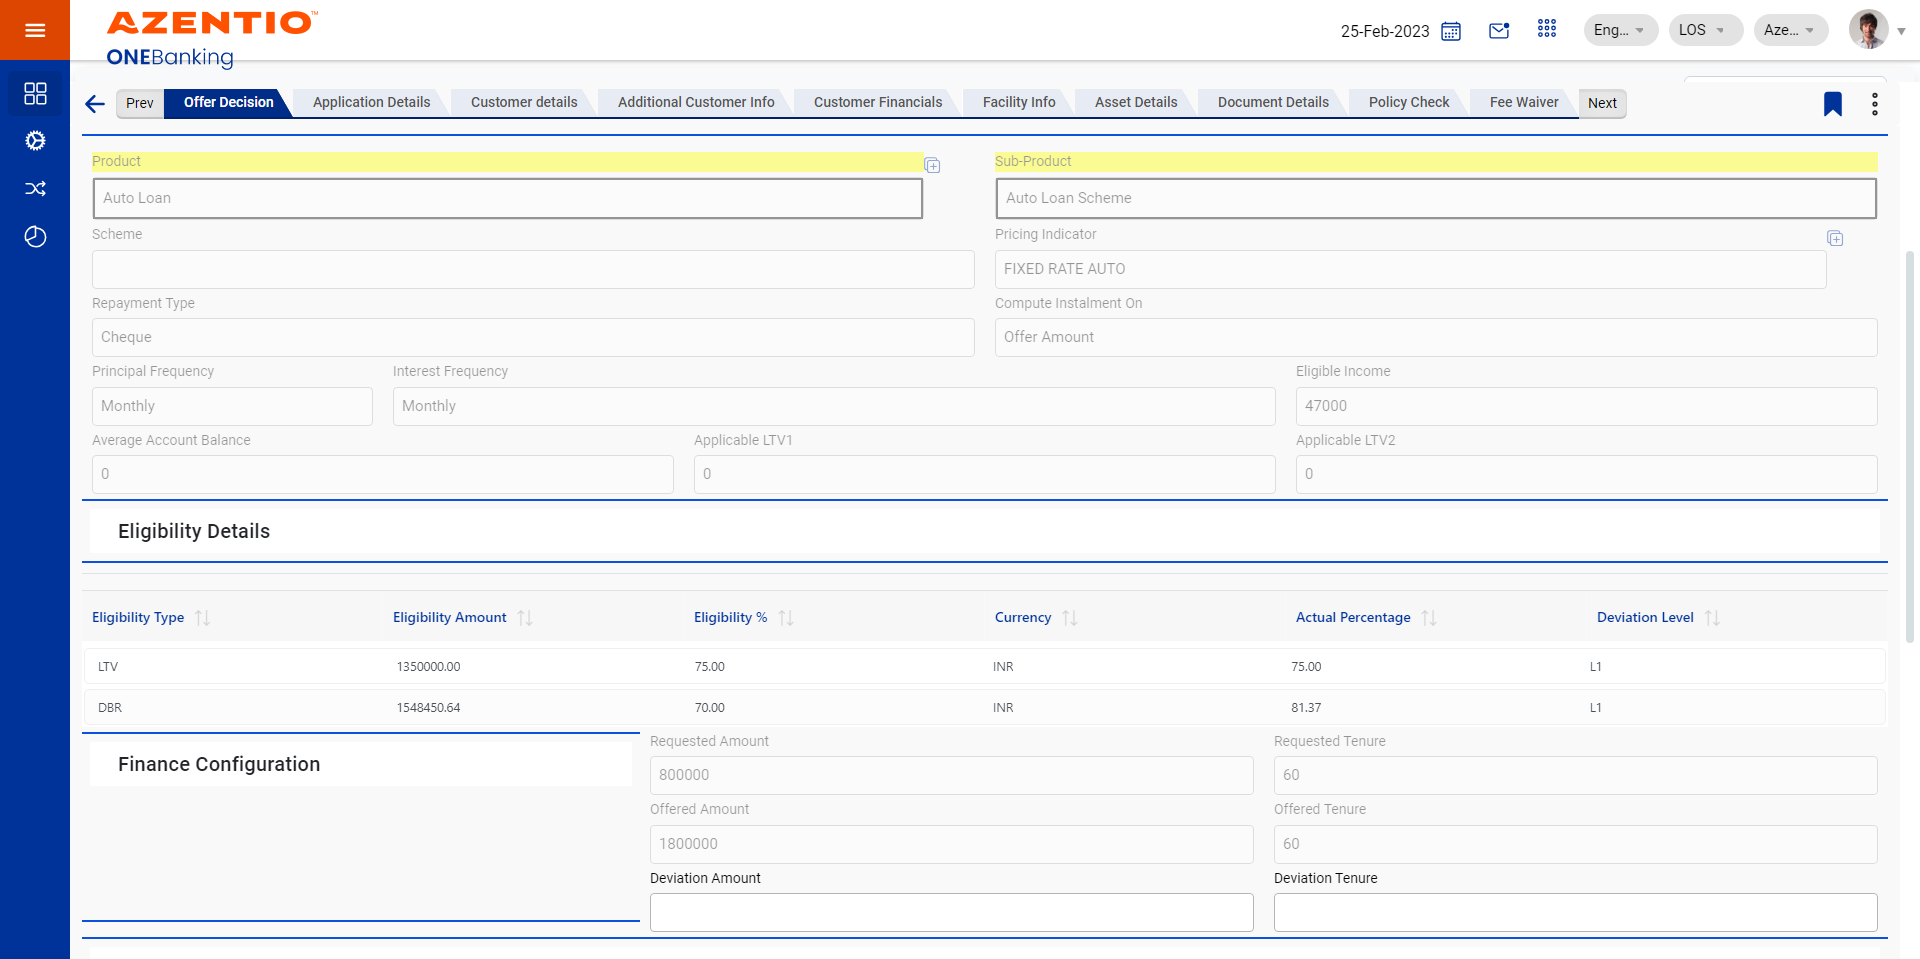 AZENTIO™
ONEBanking
25-Feb-2023
Eng...
LOS
Aze...
Prev
Offer Decision
Application Details
Customer details
Additional Customer Info
Customer Financials
Facility Info
Asset Details
Document Details
Policy Check
Fee Waiver
Next
Product
Sub-Product
Auto Loan
Auto Loan Scheme
Scheme
Pricing Indicator
FIXED RATE AUTO
Repayment Type
Compute Instalment On
Cheque
Offer Amount
Principal Frequency
Interest Frequency
Eligible Income
Monthly
Monthly
47000
Average Account Balance
Applicable LTV1
Applicable LTV2
0
0
0
Eligibility Details
Eligibility Type
Eligibility Amount
Eligibility %
Currency
Actual Percentage
Deviation Level
LTV
1350000.00
75.00
INR
75.00
L1
DBR
1548450.64
70.00
INR
81.37
L1
Finance Configuration
Requested Amount
Requested Tenure
800000
60
Offered Amount
Offered Tenure
1800000
60
Deviation Amount
Deviation Tenure